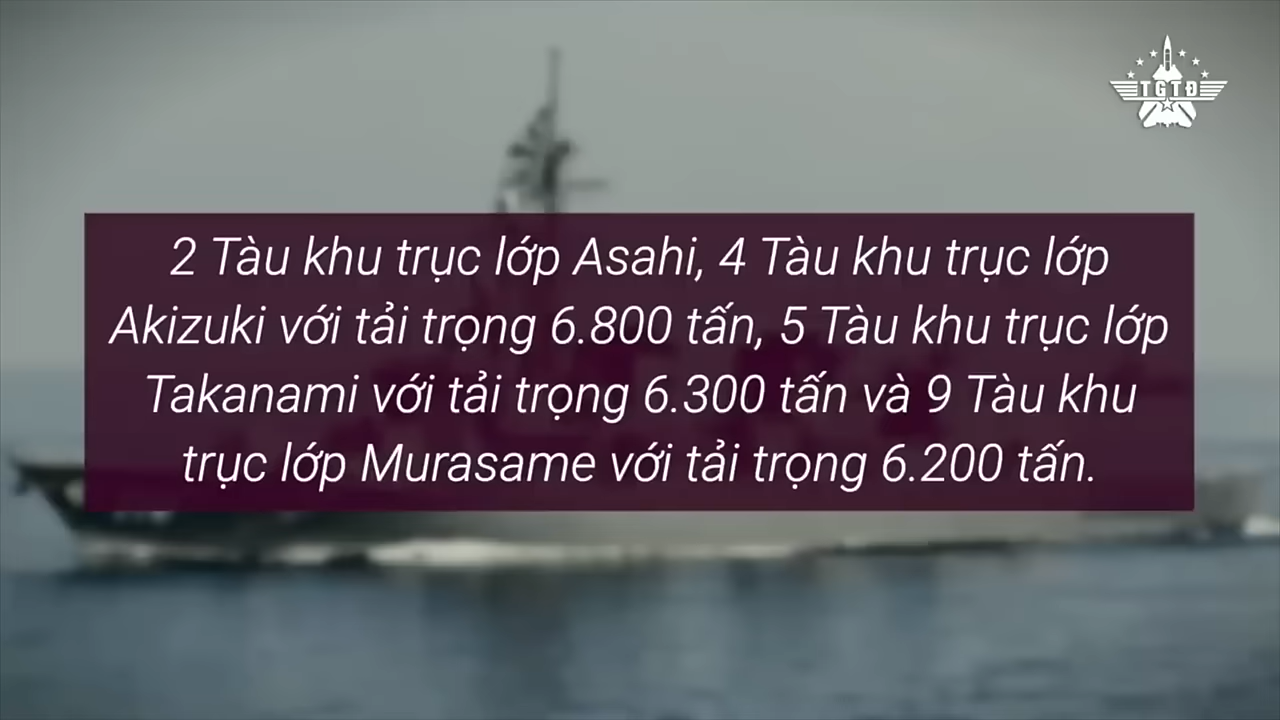 TGTĐ
2 Tàu khu trục lớp Asahi, 4 Tàu khu trục lớp
Akizuki với tải trọng 6.800 tấn, 5 Tàu khu trục lớp
Takanami với tải trọng 6.300 tấn và 9 Tàu khu
trục lớp Murasame với tải trọng 6.200 tấn.